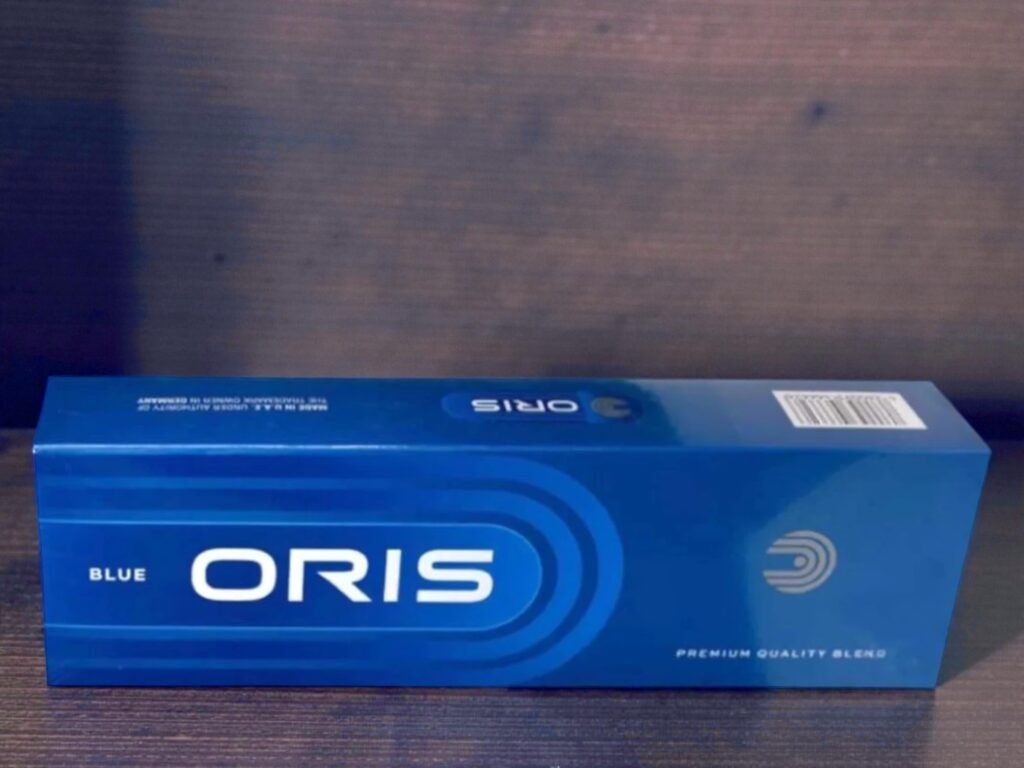 MADE IN U.A.E. UNDER AUTHORITY OF
THE TRADEMARK OWNER IN GERMANY
ORIS
BLUE
ORIS
PREMIUM QUALITY BLEND